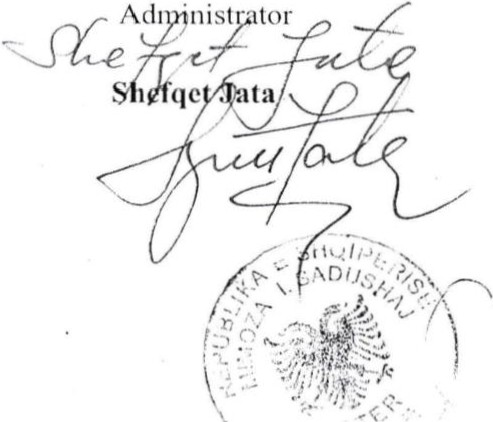 Administrator
Shefqet Jata
Shefqet Jata
REPUBLIKA E SHQIPERISE
MIMOZA I. SADUSHAJ